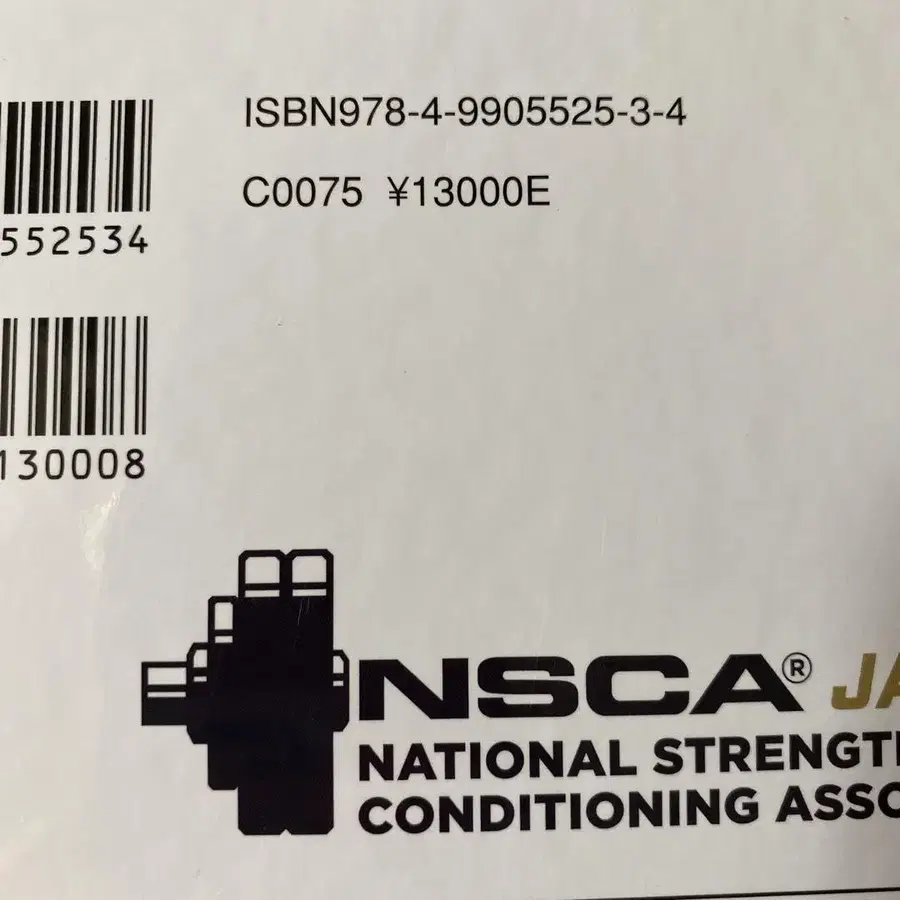 ISBN978-4-9905525-3-4
C0075 ¥13000E
552534
130008
NSCA® JA
NATIONAL STRENGT
CONDITIONING ASSO